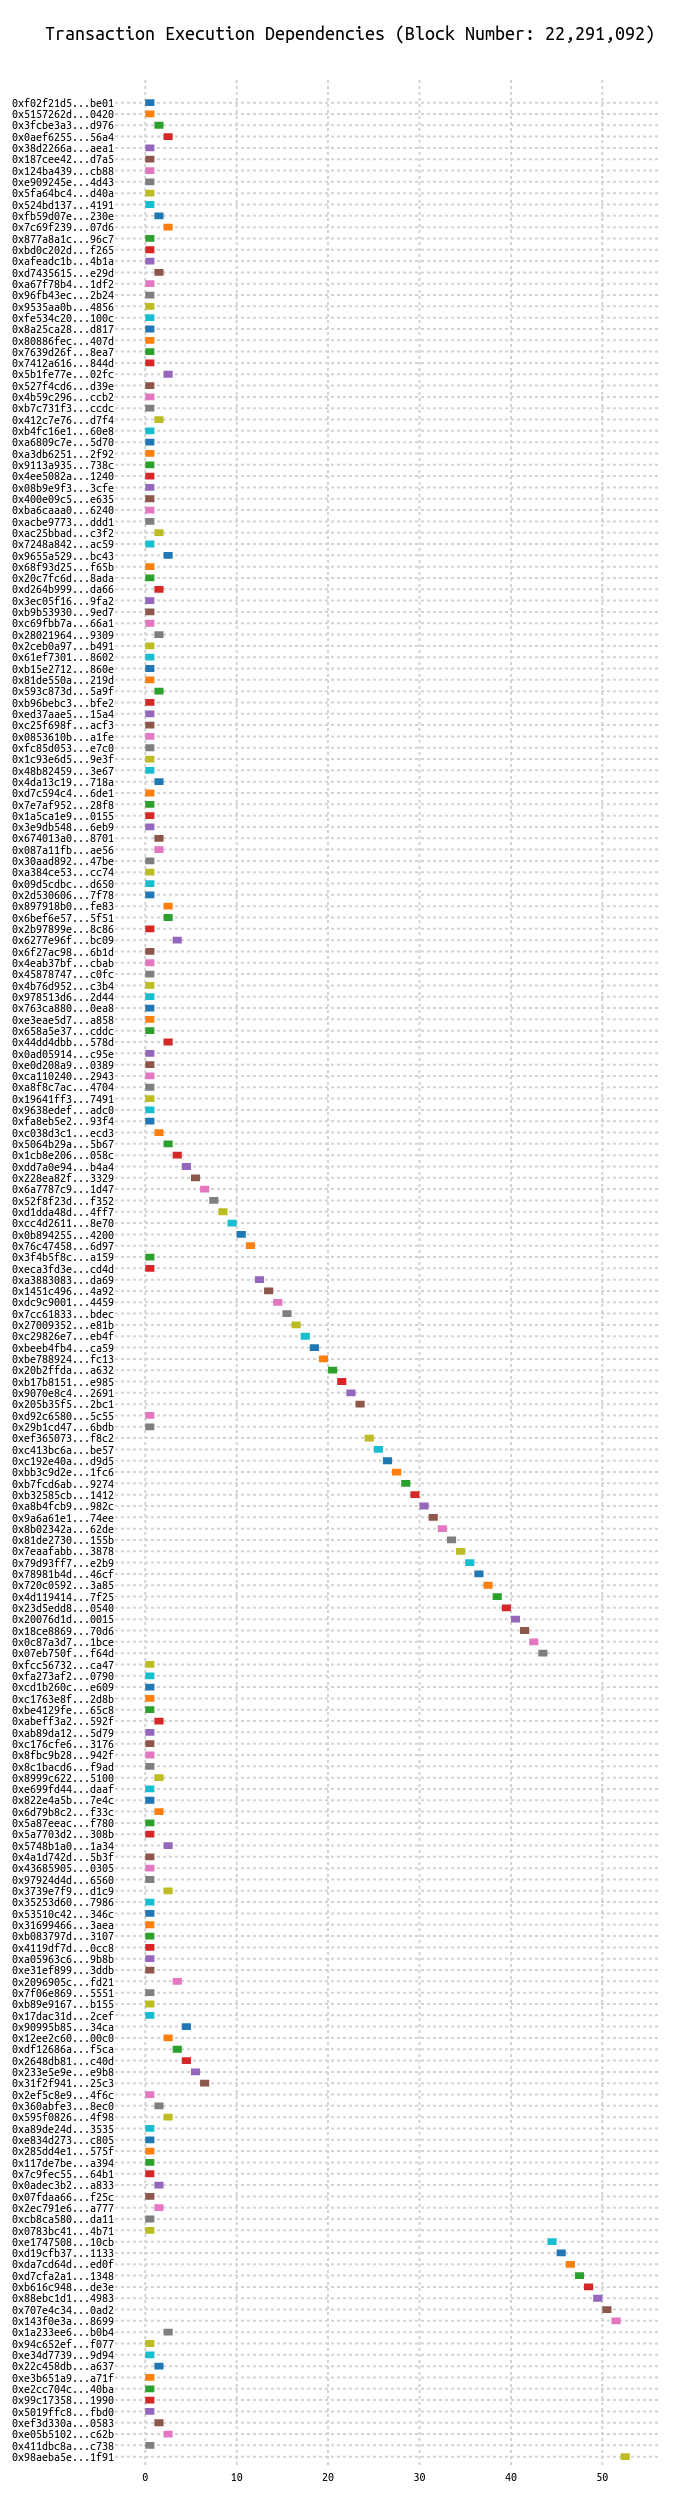 Transaction Execution Dependencies (Block Number: 22,291,092)
0xf02f21d5...be01
0x5157262d...0420
0x3fcbe3a3...d976
0x0aef6255...56a4
0x38d2266a...aea1
0x187cee42...d7a5
0x124ba439...cb88
0xe909245e...4d43
0x5fa64bc4...d40a
0x524bd137...4191
0xfb59d07e...230e
0x7c69f239...07d6
0x877a8a1c...96c7
0xbd0c202d...f265
0xafeadc1b...4b1a
0xd7435615...e29d
0xa67f78b4...1df2
0x96fb43ec...2b24
0x9535aa0b...4856
0xfe534c20...100c
0x8a25ca28...d817
0x80886fec...407d
0x7639d26f...8ea7
0x7412a616...844d
0x5b1fe77e...02fc
0x527f4cd6...d39e
0x4b59c296...ccb2
0xb7c731f3...ccdc
0x412c7e76...d7f4
0xb4fc16e1...60e8
0xa6809c7e...5d70
0xa3db6251...2f92
0x9113a935...738c
0x4ee5082a...1240
0x08b9e9f3...3cfe
0x400e09c5...e635
0xba6caaa0...6240
0xacbe9773...ddd1
0xac25bbad...c3f2
0x7248a842...ac59
0x9655a529...bc43
0x68f93d25...f65b
0x20c7fc6d...8ada
0xd264b999...da66
0x3ec05f16...9fa2
0xb9b53930...9ed7
0xc69fbb7a...66a1
0x28021964...9309
0x2ceb0a97...b491
0x61ef7301...8602
0xb15e2712...860e
0x81de550a...219d
0x593c873d...5a9f
0xb96bebc3...bfe2
0xed37aae5...15a4
0xc25f698f...acf3
0x0853610b...a1fe
0xfc85d053...e7c0
0x1c93e6d5...9e3f
0x48b82459...3e67
0x4da13c19...718a
0xd7c594c4...6de1
0x7e7af952...28f8
0x1a5ca1e9...0155
0x3e9db548...6eb9
0x674013a0...8701
0x087a11fb...ae56
0x30aad892...47be
0xa384ce53...cc74
0x09d5cdbc...d650
0x2d530606...7f78
0x897918b0...fe83
0x6bef6e57...5f51
0x2b97899e...8c86
0x6277e96f...bc09
0x6f27ac98...6b1d
0x4eab37bf...cbab
0x45878747...c0fc
0x4b76d952...c3b4
0x978513d6...2d44
0x763ca880...0ea8
0xe3eae5d7...a858
0x658a5e37...cddc
0x44dd4dbb...578d
0x0ad05914...c95e
0xe0d208a9...0389
0xca110240...2943
0xa8f8c7ac...4704
0x19641ff3...7491
0x9638edef...adc0
0xfa8eb5e2...93f4
0xc038d3c1...ecd3
0x5064b29a...5b67
0x1cb8e206...058c
0xdd7a0e94...b4a4
0x228ea82f...3329
0x6a7787c9...1d47
0x52f8f23d...f352
0xd1dda48d...4ff7
0xcc4d2611...8e70
0x0b894255...4200
0x76c47458...6d97
0x3f4b5f8c...a159
0xeca3fd3e...cd4d
0xa3883083...da69
0x1451c496...4a92
0xdc9c9001...4459
0x7cc61833...bdec
0x27009352...e81b
0xc29826e7...eb4f
0xbeeb4fb4...ca59
0xbe788924...fc13
0x20b2ffda...a632
0xb17b8151...e985
0x9070e8c4...2691
0x205b35f5...2bc1
0xd92c6580...5c55
0x29b1cd47...6bdb
0xef365073...f8c2
0xc413bc6a...be57
0xc192e40a...d9d5
0xbb3c9d2e...1fc6
0xb7fcd6ab...9274
0xb32585cb...1412
0xa8b4fcb9...982c
0x9a6a61e1...74ee
0x8b02342a...62de
0x81de2730...155b
0x7eaafabb...3878
0x79d93ff7...e2b9
0x78981b4d...46cf
0x720c0592...3a85
0x4d119414...7f25
0x23d5edd8...0540
0x20076d1d...0015
0x18ce8869...70d6
0x0c87a3d7...1bce
0x07eb750f...f64d
0xfcc56732...ca47
0xfa273af2...0790
0xcd1b260c...e609
0xc1763e8f...2d8b
0xbe4129fe...65c8
0xabeff3a2...592f
0xab89da12...5d79
0xc176cfe6...3176
0x8fbc9b28...942f
0x8c1bacd6...f9ad
0x8999c622...5100
0xe699fd44...daaf
0x822e4a5b...7e4c
0x6d79b8c2...f33c
0x5a87eeac...f780
0x5a7703d2...308b
0x5748b1a0...1a34
0x4a1d742d...5b3f
0x43685905...0305
0x97924d4d...6560
0x3739e7f9...d1c9
0x35253d60...7986
0x53510c42...346c
0x31699466...3aea
0xb083797d...3107
0x4119df7d...0cc8
0xa05963c6...9b8b
0xe31ef899...3ddb
0x2096905c...fd21
0x7f06e869...5551
0xb89e9167...b155
0x17dac31d...2cef
0x90995b85...34ca
0x12ee2c60...00c0
0xdf12686a...f5ca
0x2648db81...c40d
0x233e5e9e...e9b8
0x31f2f941...25c3
0x2ef5c8e9...4f6c
0x360abfe3...8ec0
0x595f0826...4f98
0xa89de24d...3535
0xe834d273...c805
0x285dd4e1...575f
0x117de7be...a394
0x7c9fec55...64b1
0x0adec3b2...a833
0x07fdaa66...f25c
0x2ec791e6...a777
0xcb8ca580...da11
0x0783bc41...4b71
0xe1747508...10cb
0xd19cfb37...1133
0xda7cd64d...ed0f
0xd7cfa2a1...1348
0xb616c948...de3e
0x88ebc1d1...4983
0x707e4c34...0ad2
0x143f0e3a...8699
0x1a233ee6...b0b4
0x94c652ef...f077
0xe34d7739...9d94
0x22c458db...a637
0xe3b651a9...a71f
0xe2cc704c...40ba
0x99c17358...1990
0x5019ffc8...fbd0
0xef3d330a...0583
0xe05b5102...c62b
0x411dbc8a...c738
0x98aeba5e...1f91
0 10 20 30 40 50